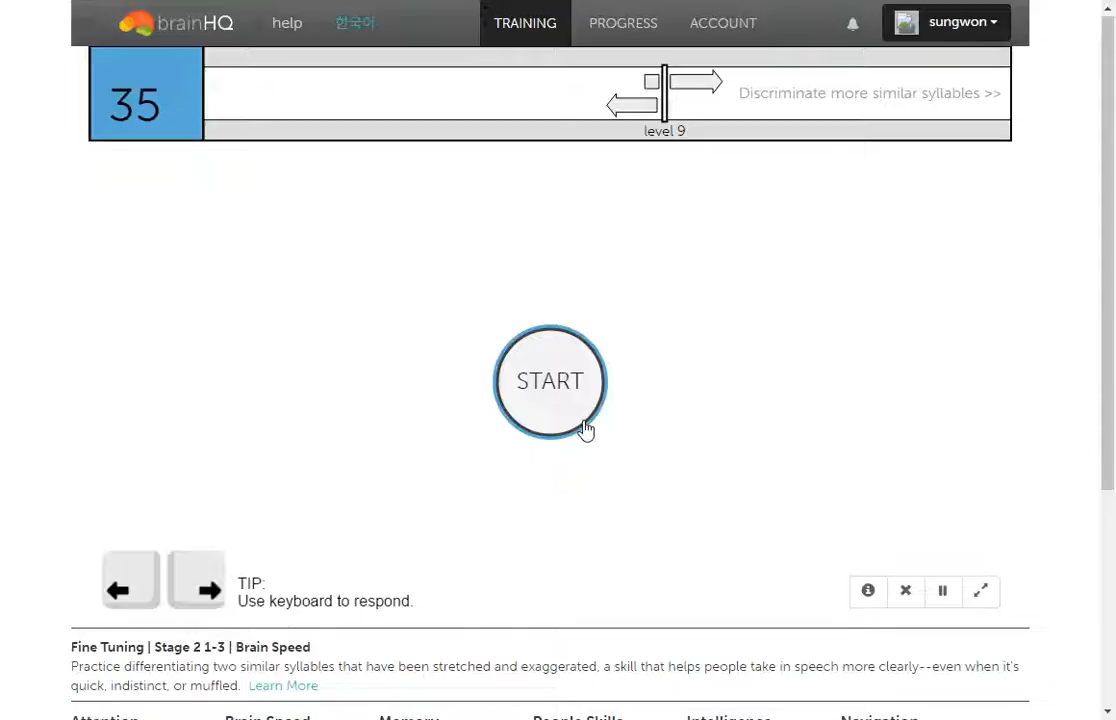 brainHQ help 한국어 TRAINING PROGRESS ACCOUNT sungwon
35
Discriminate more similar syllables >>
level 9
START
TIP:
Use keyboard to respond.
Fine Tuning | Stage 2 1-3 | Brain Speed
Practice differentiating two similar syllables that have been stretched and exaggerated, a skill that helps people take in speech more clearly--even when it's
quick, indistinct, or muffled. Learn More
Attention Brain Speed Memory People Skills Intelligence Navigation